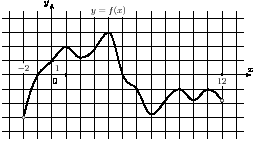 y y = f(x)
−2 1 12
0 x